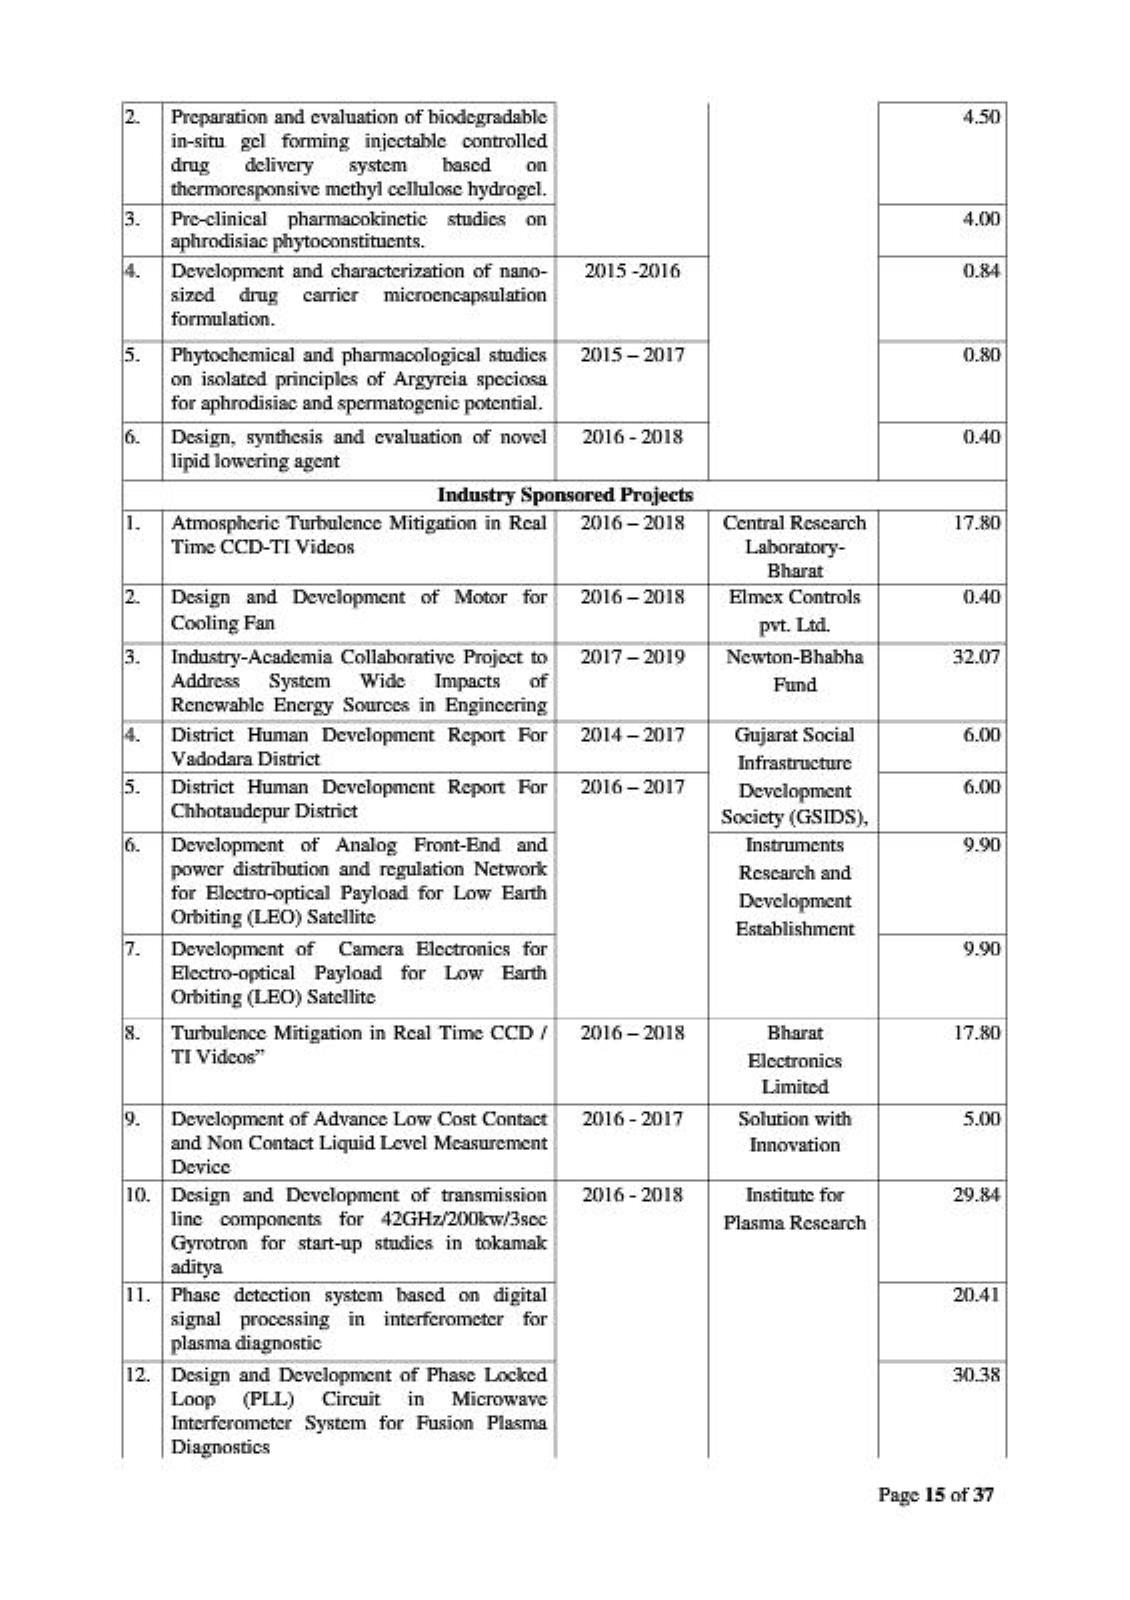 2. Preparation and evaluation of biodegradable 4.50
in-situ gel forming injectable controlled
drug delivery system based on
thermoresponsive methyl cellulose hydrogel.
3. Pre-clinical pharmacokinetic studies on 4.00
aphrodisiac phytoconstituents.
4. Development and characterization of nano- 2015 -2016 0.84
sized drug carrier microencapsulation
formulation.
5. Phytochemical and pharmacological studies 2015 – 2017 0.80
on isolated principles of Argyreia speciosa
for aphrodisiac and spermatogenic potential.
6. Design, synthesis and evaluation of novel 2016 - 2018 0.40
lipid lowering agent
Industry Sponsored Projects
1. Atmospheric Turbulence Mitigation in Real 2016 – 2018 Central Research 17.80
Time CCD-TI Videos Laboratory-
Bharat
2. Design and Development of Motor for 2016 – 2018 Elmex Controls 0.40
Cooling Fan pvt. Ltd.
3. Industry-Academia Collaborative Project to 2017 – 2019 Newton-Bhabha 32.07
Address System Wide Impacts of Fund
Renewable Energy Sources in Engineering
4. District Human Development Report For 2014 – 2017 Gujarat Social 6.00
Vadodara District Infrastructure
5. District Human Development Report For 2016 – 2017 Development 6.00
Chhotaudepur District Society (GSIDS),
6. Development of Analog Front-End and Instruments 9.90
power distribution and regulation Network Research and
for Electro-optical Payload for Low Earth Development
Orbiting (LEO) Satellite Establishment
7. Development of Camera Electronics for 9.90
Electro-optical Payload for Low Earth
Orbiting (LEO) Satellite
8. Turbulence Mitigation in Real Time CCD / 2016 – 2018 Bharat 17.80
TI Videos” Electronics
Limited
9. Development of Advance Low Cost Contact 2016 - 2017 Solution with 5.00
and Non Contact Liquid Level Measurement Innovation
Device
10. Design and Development of transmission 2016 - 2018 Institute for 29.84
line components for 42GHz/200kw/3sec Plasma Research
Gyrotron for start-up studies in tokamak
aditya
11. Phase detection system based on digital 20.41
signal processing in interferometer for
plasma diagnostic
12. Design and Development of Phase Locked 30.38
Loop (PLL) Circuit in Microwave
Interferometer System for Fusion Plasma
Diagnostics
Page 15 of 37